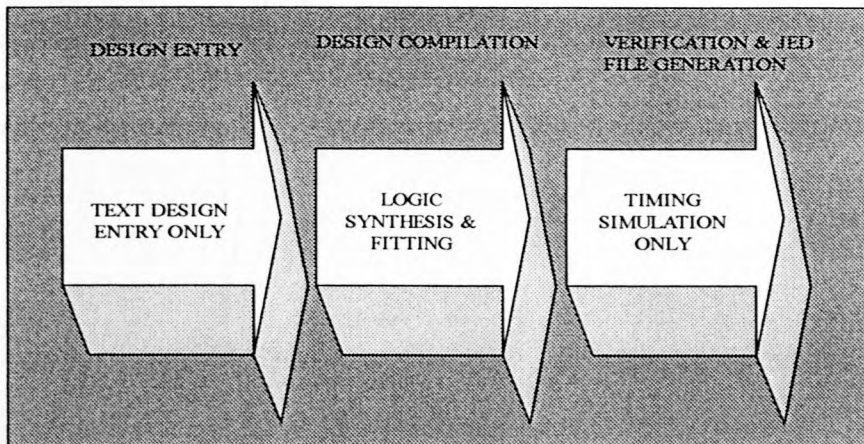 DESIGN ENTRY
DESIGN COMPILATION
VERIFICATION & JED
FILE GENERATION
TEXT DESIGN
ENTRY ONLY
LOGIC
SYNTHESIS &
FITTING
TIMING
SIMULATION
ONLY